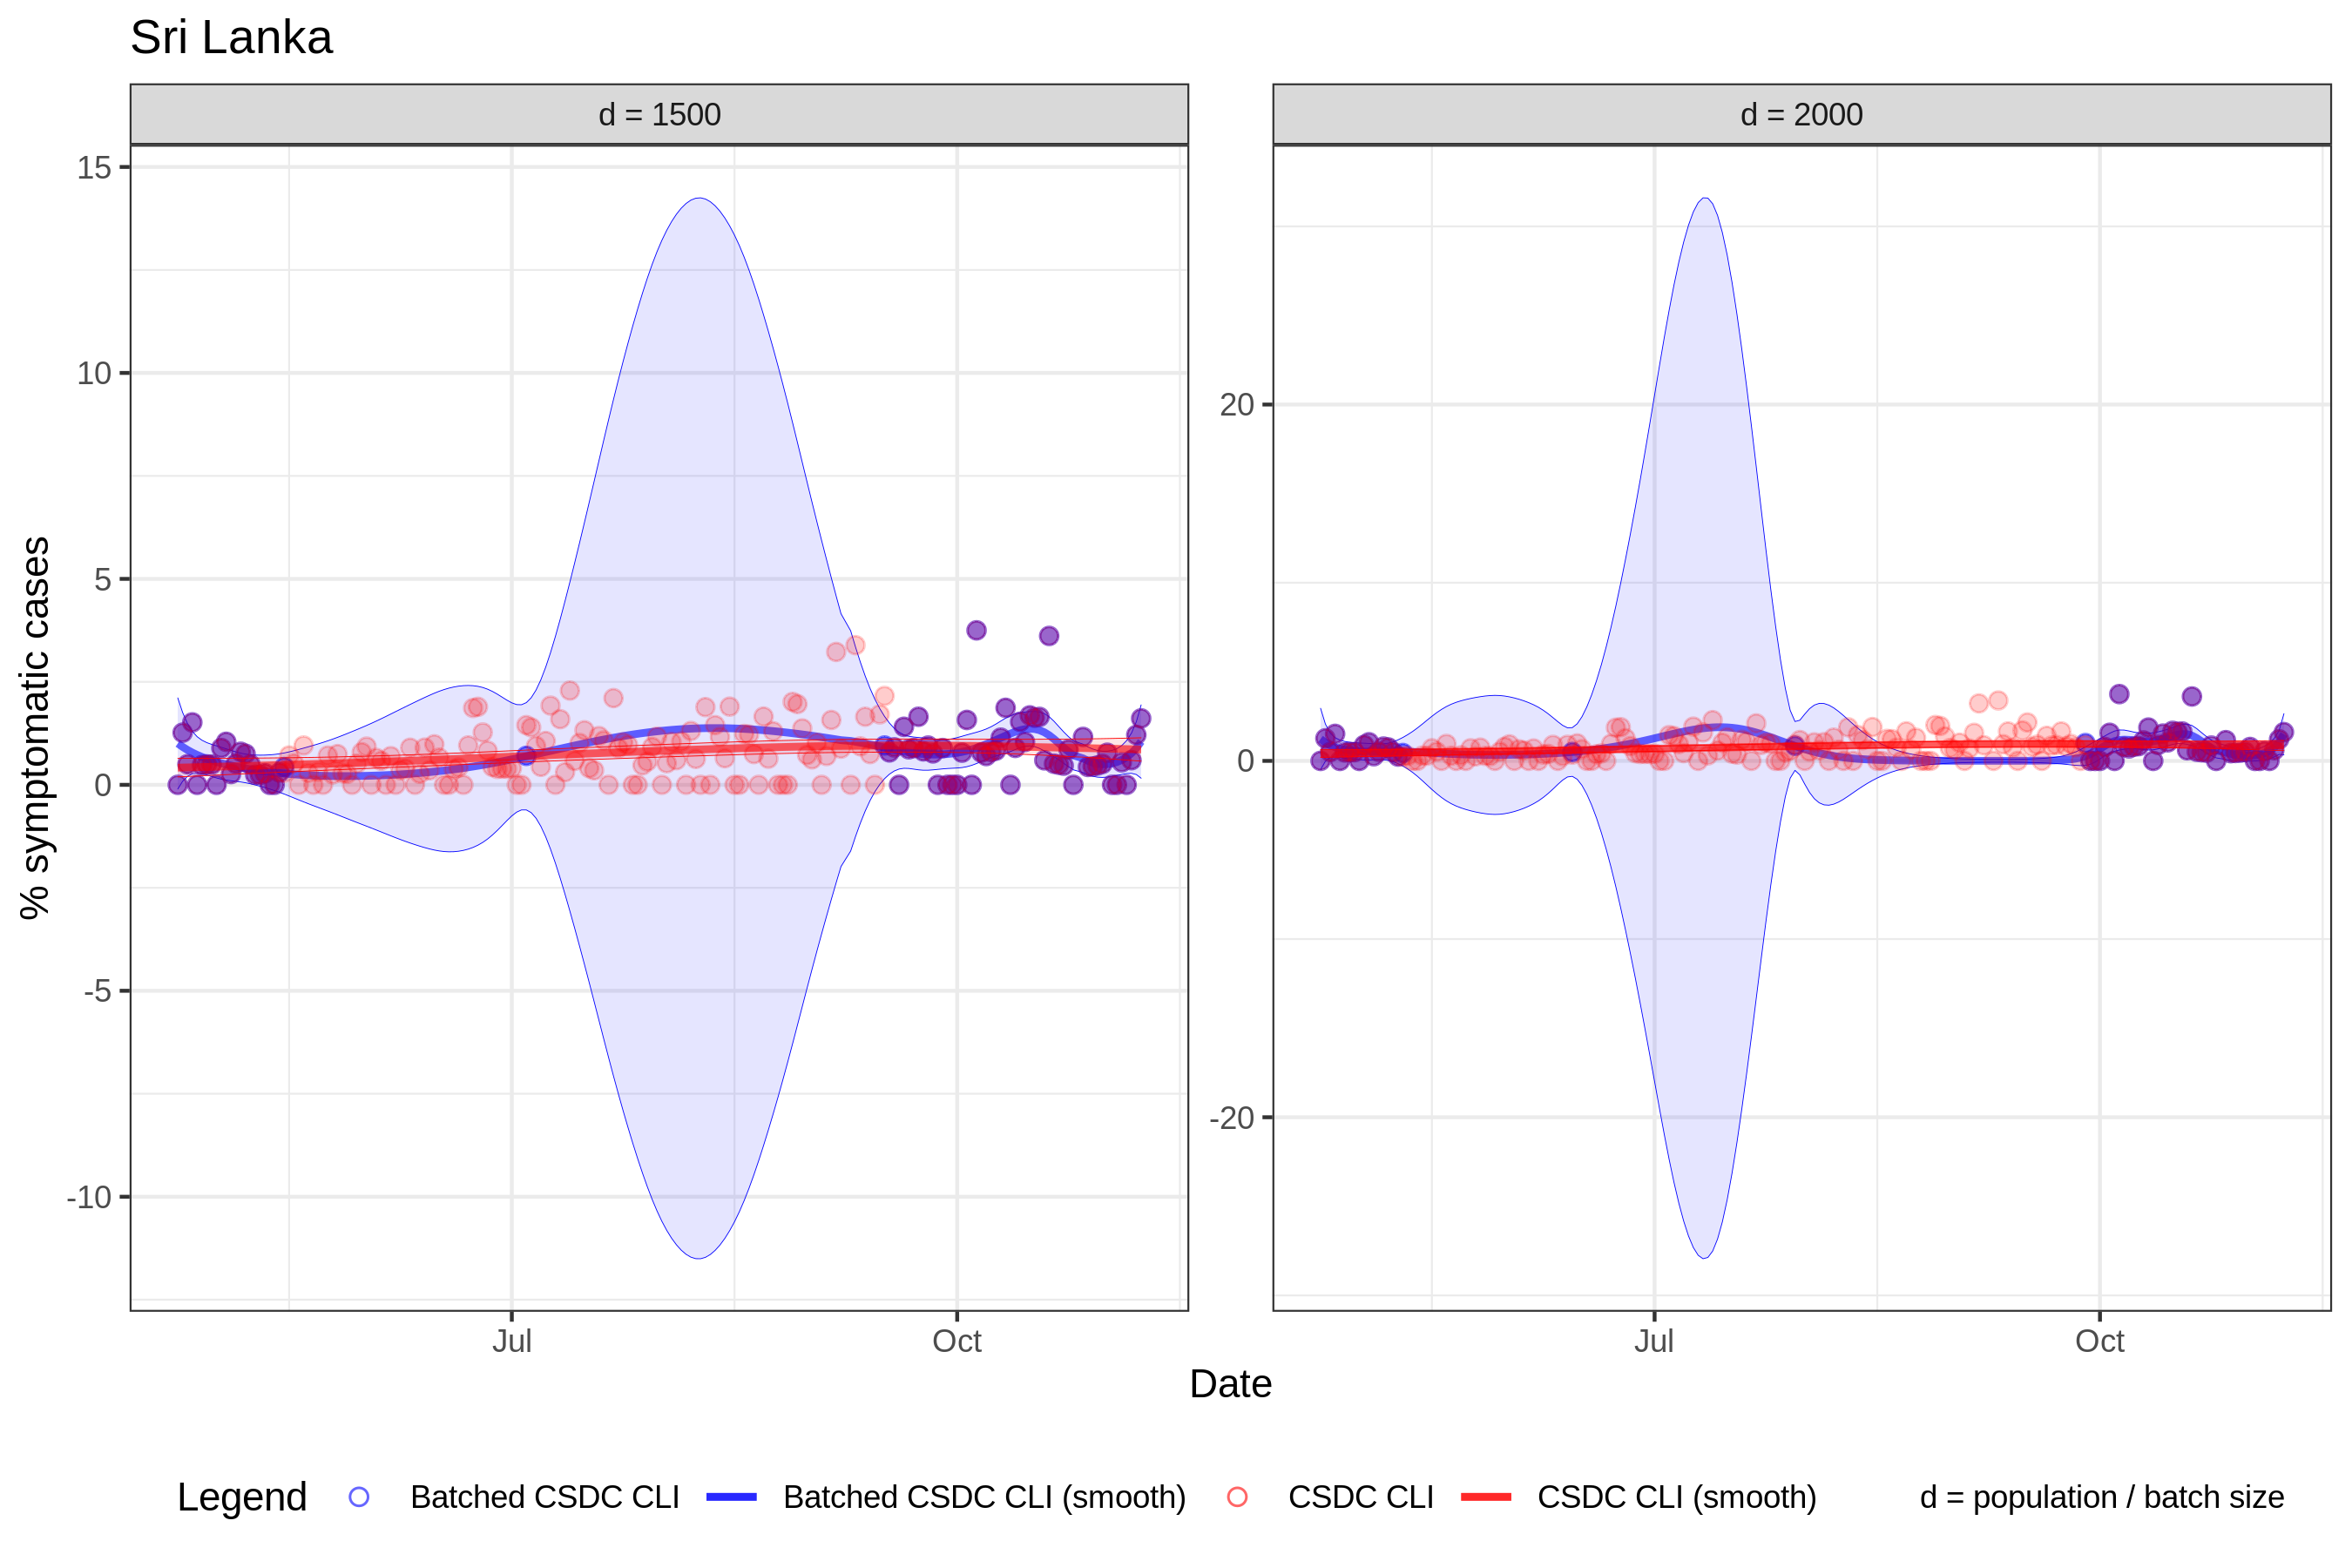 Sri Lanka
d = 1500
d = 2000
% symptomatic cases
15
10
5
0
-5
-10
20
0
-20
Jul
Oct
Jul
Oct
Date
Legend
Batched CSDC CLI
Batched CSDC CLI (smooth)
CSDC CLI
CSDC CLI (smooth)
d = population / batch size